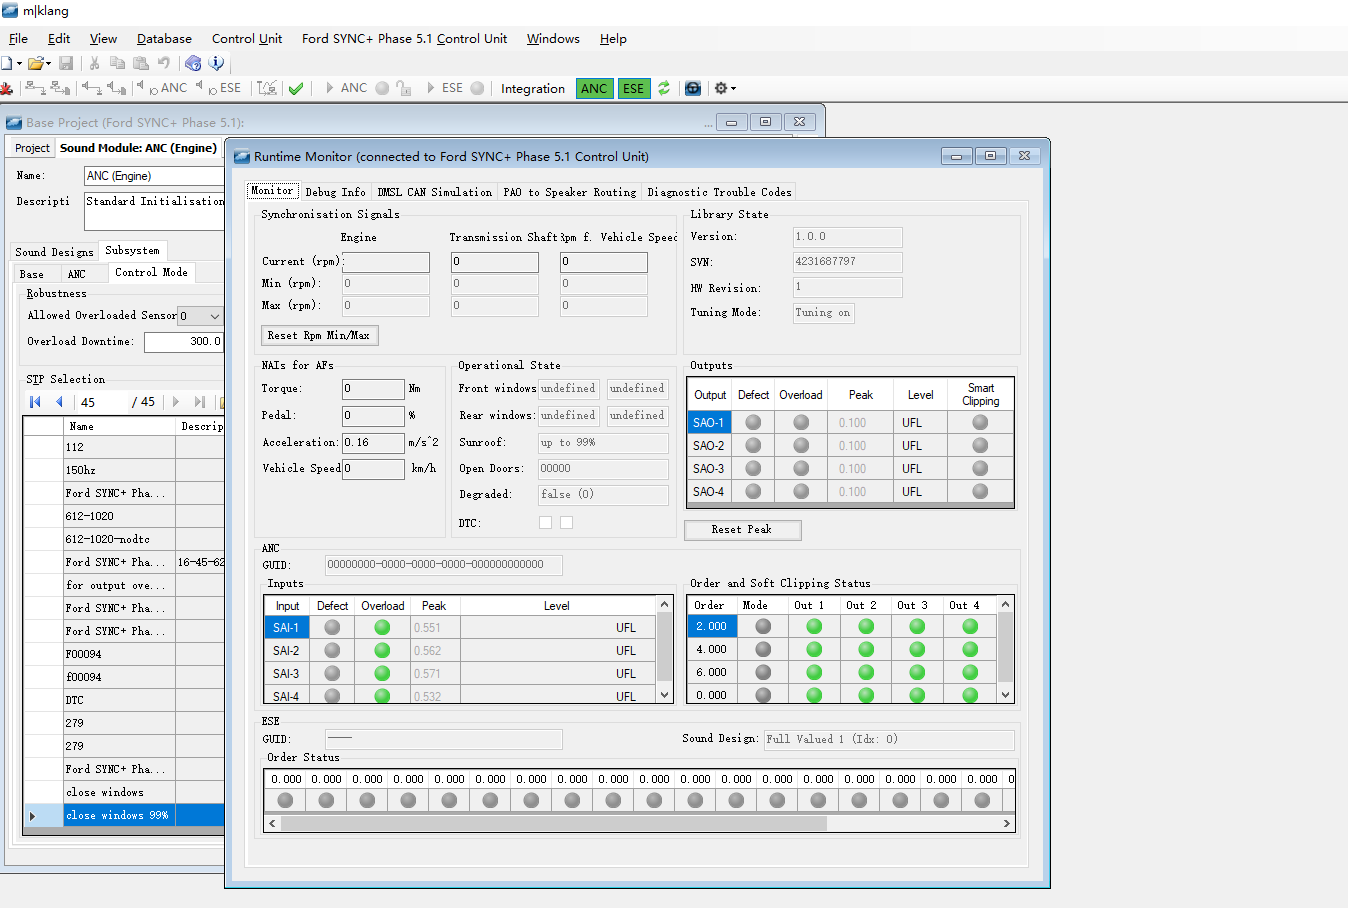 m|klang
File Edit View Database Control Unit Ford SYNC+ Phase 5.1 Control Unit Windows Help
ANC ESE ANC ESE Integration ANC ESE
Base Project (Ford SYNC+ Phase 5.1): ...
Project Sound Module: ANC (Engine)
Name: ANC (Engine)
Descripti Standard Initialisation
Sound Designs Subsystem
Base ANC Control Mode
Robustness
Allowed Overloaded Sensor 0
Overload Downtime: 300.0
STP Selection
45 / 45
Name Descrip
112
150hz
Ford SYNC+ Pha...
612-1020
612-1020-nodtc
Ford SYNC+ Pha... 16-45-62
for output ove...
Ford SYNC+ Pha...
Ford SYNC+ Pha...
F00094
f00094
DTC
279
279
Ford SYNC+ Pha...
close windows
close windows 99%
Runtime Monitor (connected to Ford SYNC+ Phase 5.1 Control Unit)
Monitor Debug Info DMSL CAN Simulation PAO to Speaker Routing Diagnostic Trouble Codes
Synchronisation Signals
Engine Transmission Shaft Rpm f. Vehicle Speed
Current (rpm): 0 0
Min (rpm): 0 0 0
Max (rpm): 0 0 0
Reset Rpm Min/Max
Library State
Version: 1.0.0
SVN: 4231687797
HW Revision: 1
Tuning Mode: Tuning on
NAIs for AFs
Torque: 0 Nm
Pedal: 0 %
Acceleration: 0.16 m/s^2
Vehicle Speed 0 km/h
Operational State
Front windows undefined undefined
Rear windows: undefined undefined
Sunroof: up to 99%
Open Doors: 00000
Degraded: false (0)
DTC:
Outputs
Output Defect Overload Peak Level Smart Clipping
SAO-1 0.100 UFL
SAO-2 0.100 UFL
SAO-3 0.100 UFL
SAO-4 0.100 UFL
Reset Peak
ANC
GUID: 00000000-0000-0000-0000-000000000000
Inputs
Input Defect Overload Peak Level
SAI-1 0.551 UFL
SAI-2 0.562 UFL
SAI-3 0.571 UFL
SAI-4 0.532 UFL
Order and Soft Clipping Status
Order Mode Out 1 Out 2 Out 3 Out 4
2.000
4.000
6.000
0.000
ESE
GUID: ——
Sound Design: Full Valued 1 (Idx: 0)
Order Status
0.000 0.000 0.000 0.000 0.000 0.000 0.000 0.000 0.000 0.000 0.000 0.000 0.000 0.000 0.000 0.000 0.000 0.000 0